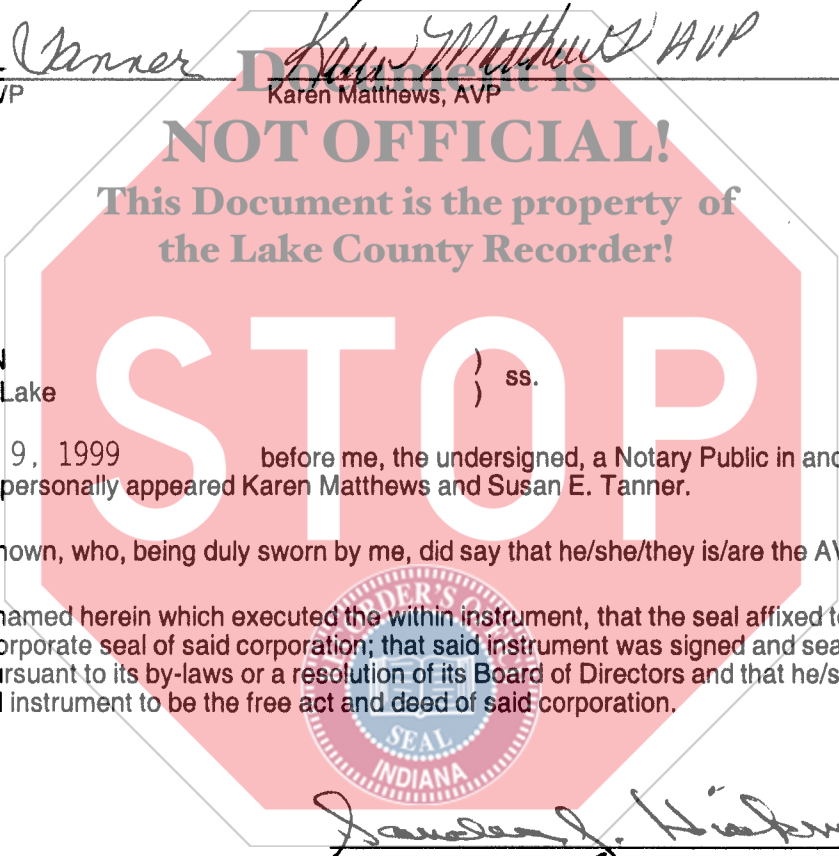 Tanner Karen Matthews AVP
VP Karen Matthews, AVP
Document is
NOT OFFICIAL!
This Document is the property of
the Lake County Recorder!
STOP
N )
Lake ) ss.
9, 1999 before me, the undersigned, a Notary Public in and
personally appeared Karen Matthews and Susan E. Tanner.
nown, who, being duly sworn by me, did say that he/she/they is/are the AV
named herein which executed the within instrument, that the seal affixed to
orporate seal of said corporation; that said instrument was signed and sea
ursuant to its by-laws or a resolution of its Board of Directors and that he/s
instrument to be the free act and deed of said corporation.
RECORDER'S OFFICE
SEAL
INDIANA